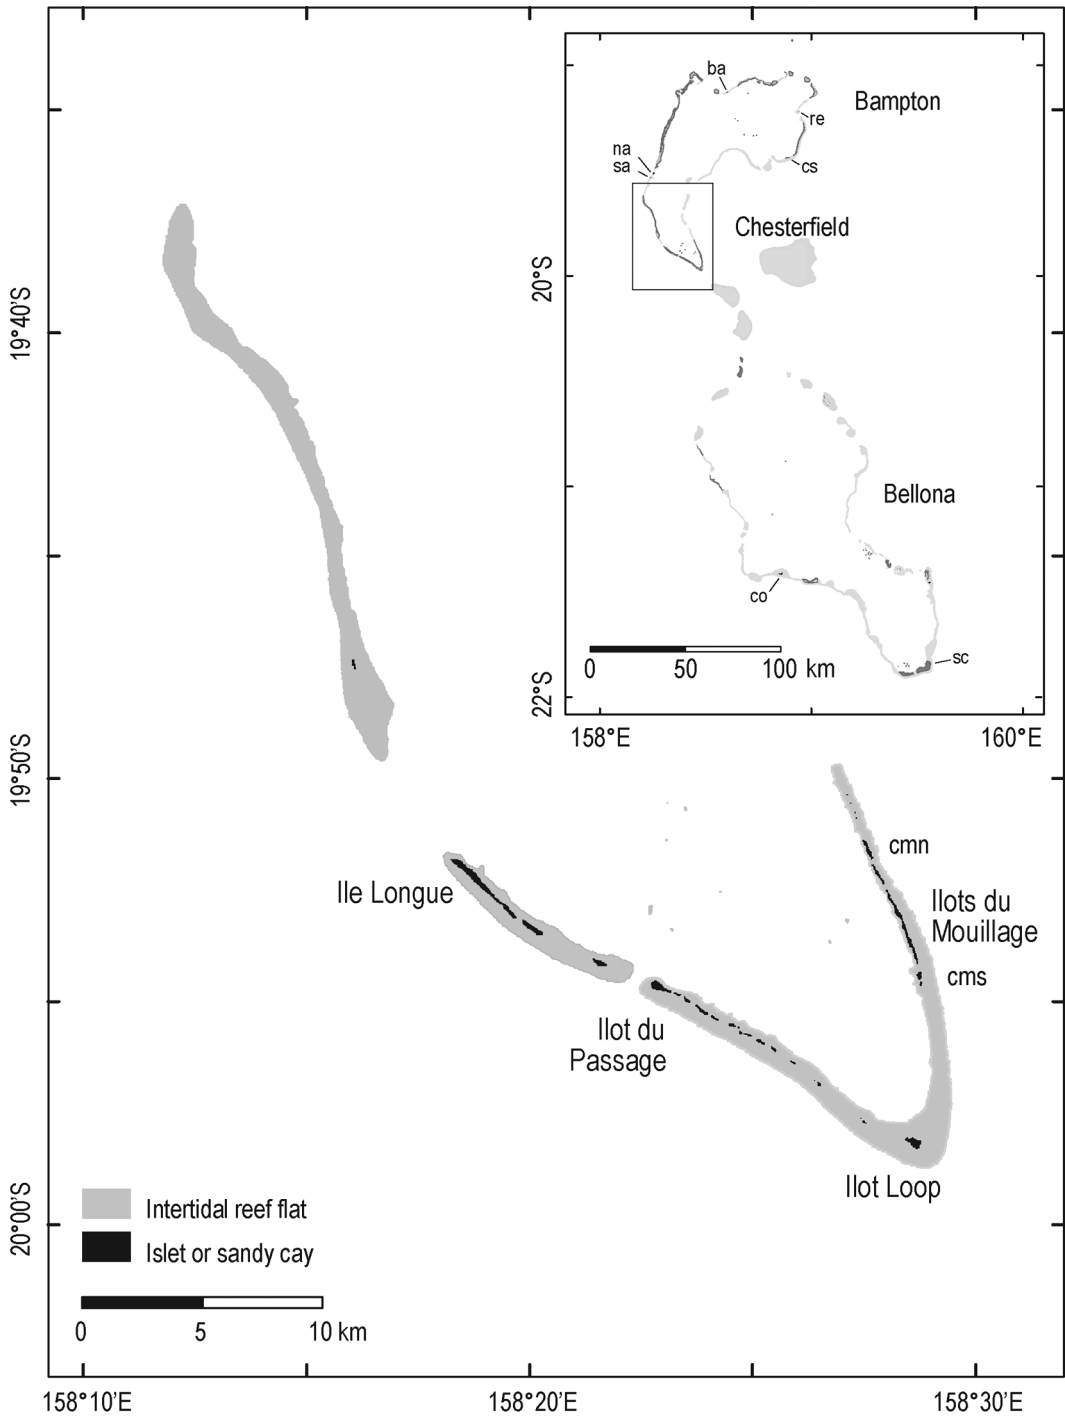 ba
Bampton
re
na
sa
cs
Chesterfield
20°S
Bellona
co
sc
0 50 100 km
22°S
158°E 160°E
19°40'S
19°50'S
cmn
Ile Longue
Ilots du
Mouillage
cms
Ilot du
Passage
Ilot Loop
20°00'S
Intertidal reef flat
Islet or sandy cay
0 5 10 km
158°10'E 158°20'E 158°30'E